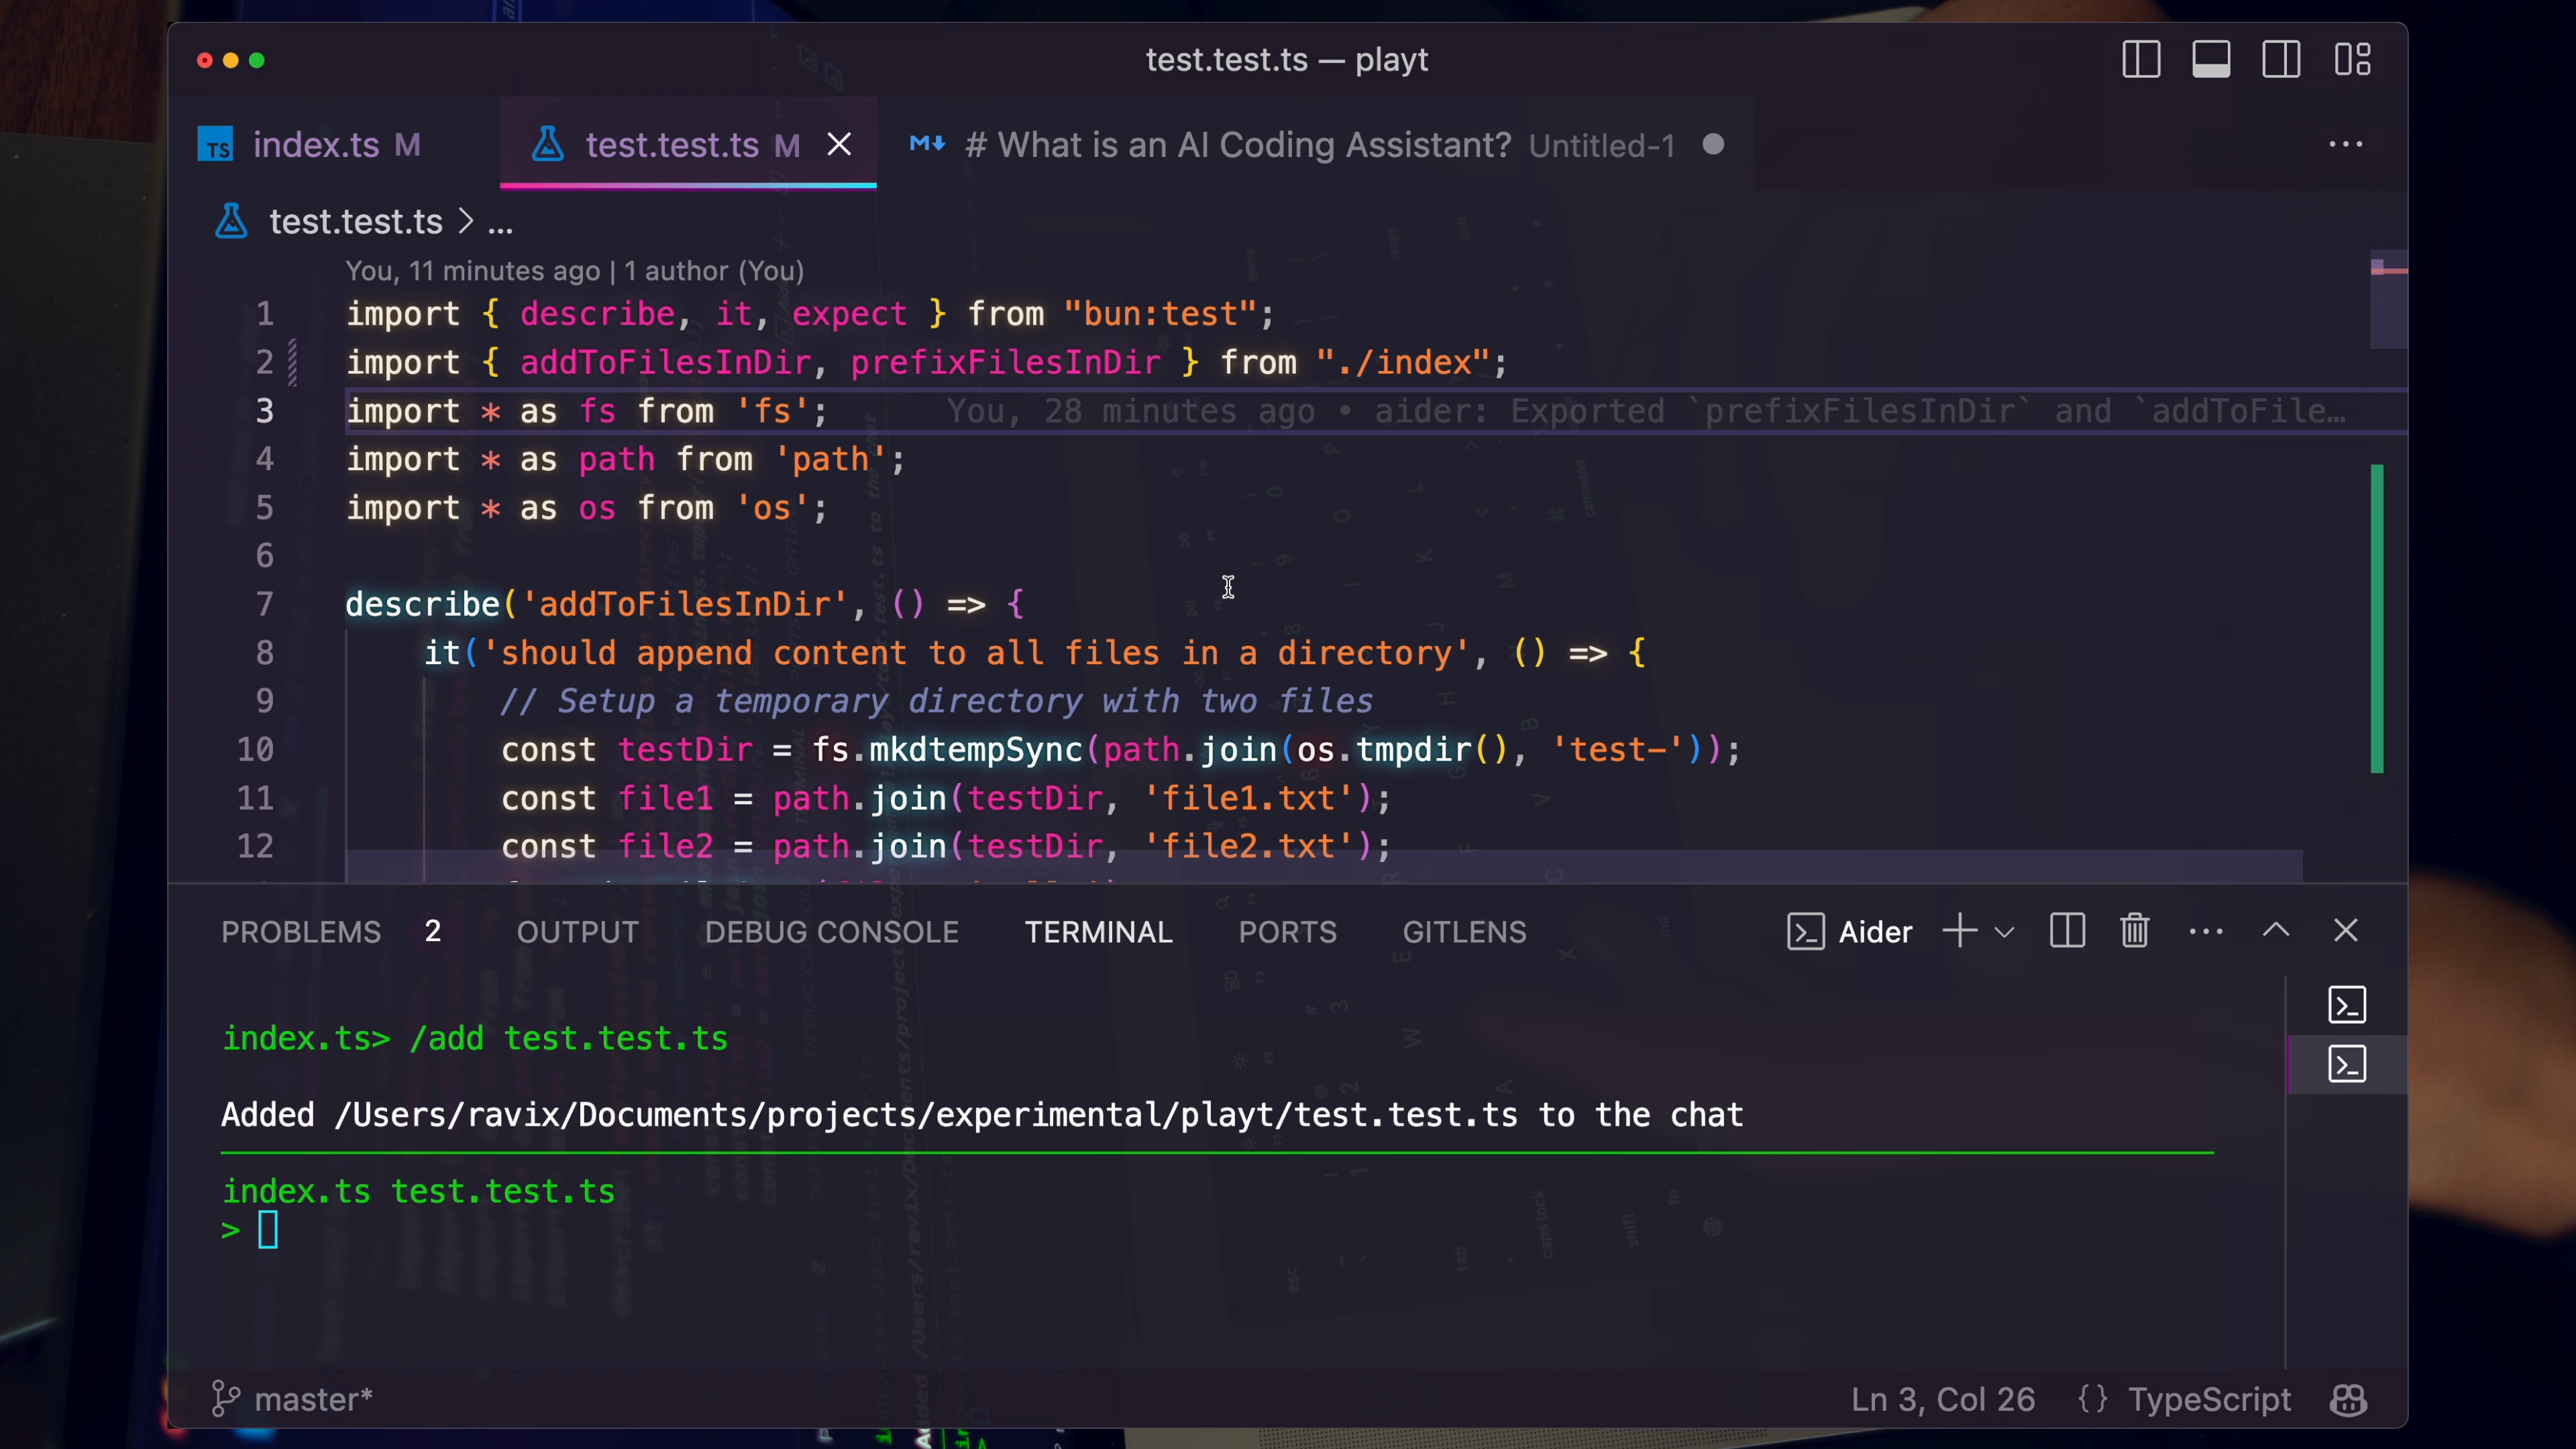 test.test.ts — playt
TS index.ts M
test.test.ts M
# What is an AI Coding Assistant? Untitled-1
test.test.ts > ...
You, 11 minutes ago | 1 author (You)
1 import { describe, it, expect } from "bun:test";
2 import { addToFilesInDir, prefixFilesInDir } from "./index";
3 import * as fs from 'fs'; You, 28 minutes ago • aider: Exported `prefixFilesInDir` and `addToFile…
4 import * as path from 'path';
5 import * as os from 'os';
6
7 describe('addToFilesInDir', () => {
8 it('should append content to all files in a directory', () => {
9 // Setup a temporary directory with two files
10 const testDir = fs.mkdtempSync(path.join(os.tmpdir(), 'test-'));
11 const file1 = path.join(testDir, 'file1.txt');
12 const file2 = path.join(testDir, 'file2.txt');
PROBLEMS 2 OUTPUT DEBUG CONSOLE TERMINAL PORTS GITLENS Aider
index.ts> /add test.test.ts
Added /Users/ravix/Documents/projects/experimental/playt/test.test.ts to the chat
index.ts test.test.ts
>
master* Ln 3, Col 26 {} TypeScript